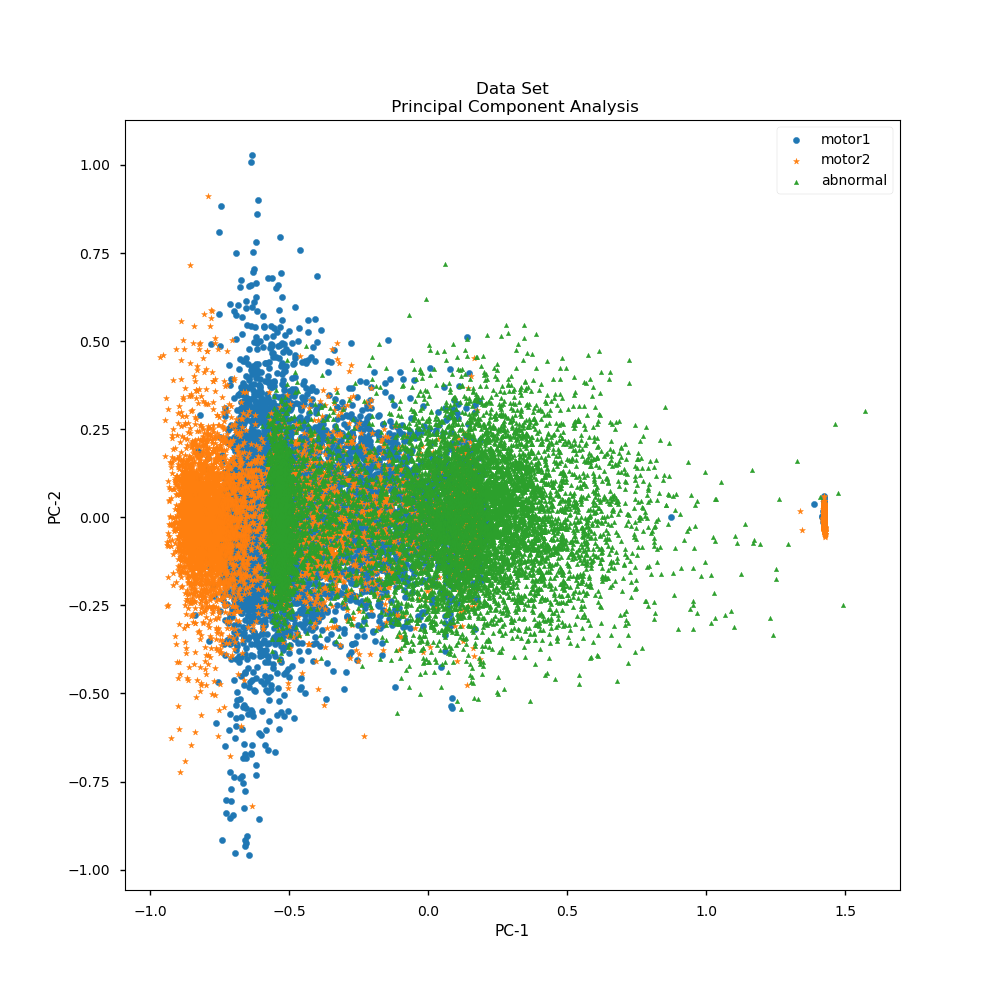 Data Set
Principal Component Analysis
motor1
motor2
abnormal
1.00
0.75
0.50
0.25
0.00
−0.25
−0.50
−0.75
−1.00
PC-2
−1.0
−0.5
0.0
0.5
1.0
1.5
PC-1